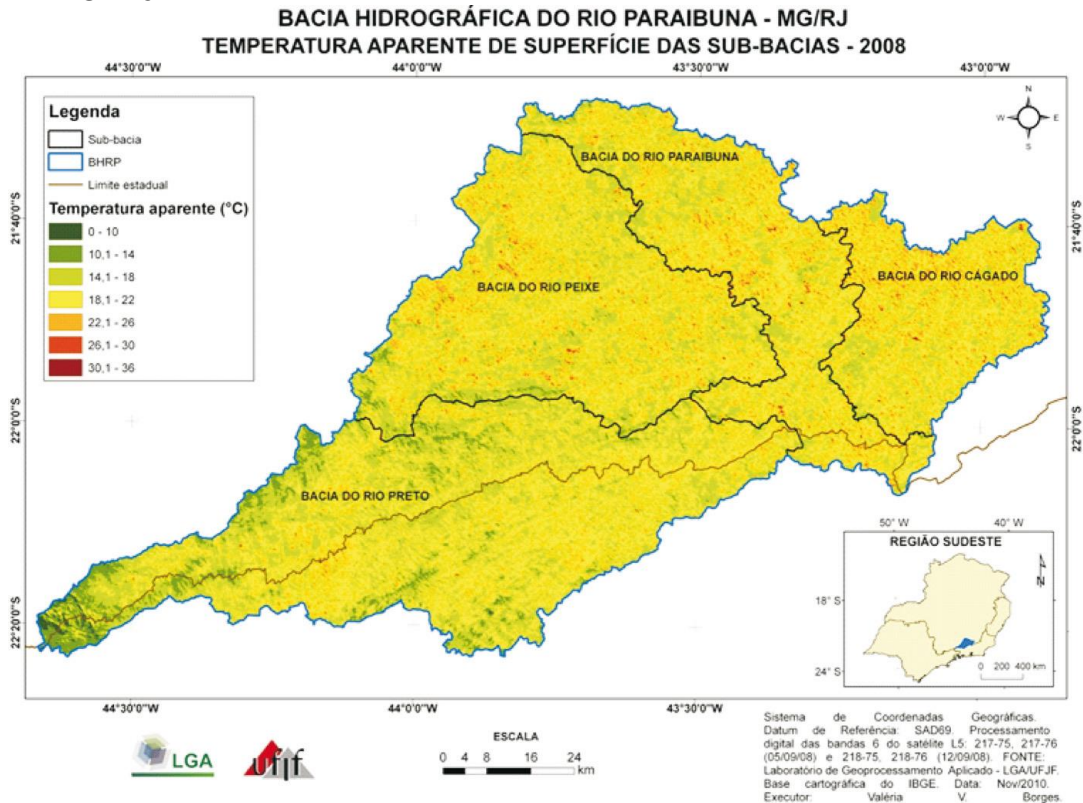 BACIA HIDROGRÁFICA DO RIO PARAIBUNA - MG/RJ
TEMPERATURA APARENTE DE SUPERFÍCIE DAS SUB-BACIAS - 2008
44°30'0"W 44°0'0"W 43°30'0"W 43°0'0"W
Legenda
Sub-bacia
BHRP
Limite estadual
Temperatura aparente (°C)
0 - 10
10,1 - 14
14,1 - 18
18,1 - 22
22,1 - 26
26,1 - 30
30,1 - 36
N
W E
S
BACIA DO RIO PARAIBUNA
BACIA DO RIO PEIXE
BACIA DO RIO CÁGADO
BACIA DO RIO PRETO
21°40'0"S
22°0'0"S
22°20'0"S
21°40'0"S
22°0'0"S
50° W 40° W
REGIÃO SUDESTE
N
18° S
24° S
0 200 400 km
44°30'0"W 44°0'0"W 43°30'0"W 43°0'0"W
LGA
ufjf
ESCALA
0 4 8 16 24
km
Sistema de Coordenadas Geográficas.
Datum de Referência: SAD69. Processamento
digital das bandas 6 do satélite L5: 217-75, 217-76
(05/09/08) e 218-75, 218-76 (12/09/08). FONTE:
Laboratório de Geoprocessamento Aplicado - LGA/UFJF.
Base cartográfica do IBGE. Data: Nov/2010.
Executor: Valéria V. Borges.